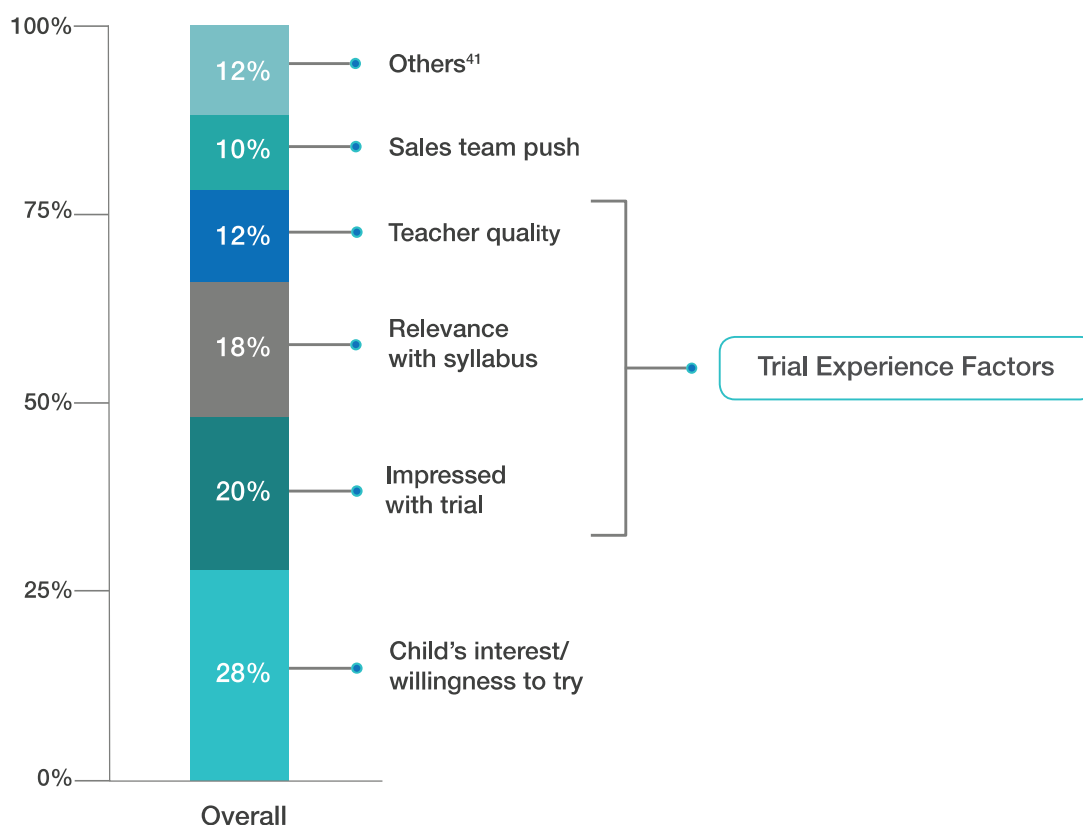 100%
12%
Others⁴¹
10%
Sales team push
75%
12%
Teacher quality
Relevance
with syllabus
18%
Trial Experience Factors
50%
Impressed
with trial
20%
25%
Child's interest/
willingness to try
28%
0%
Overall